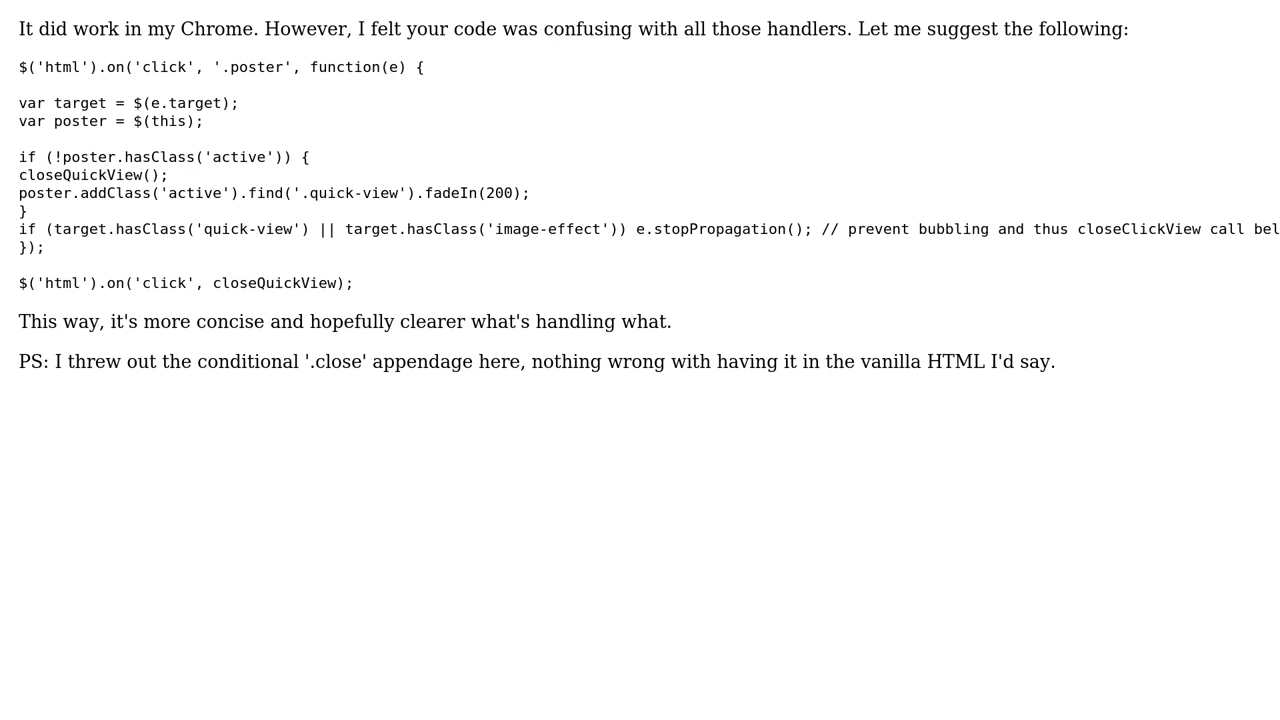 It did work in my Chrome. However, I felt your code was confusing with all those handlers. Let me suggest the following:
$('html').on('click', '.poster', function(e) {
var target = $(e.target);
var poster = $(this);
if (!poster.hasClass('active')) {
closeQuickView();
poster.addClass('active').find('.quick-view').fadeIn(200);
}
if (target.hasClass('quick-view') || target.hasClass('image-effect')) e.stopPropagation(); // prevent bubbling and thus closeClickView call
});
$('html').on('click', closeQuickView);
This way, it's more concise and hopefully clearer what's handling what.
PS: I threw out the conditional '.close' appendage here, nothing wrong with having it in the vanilla HTML I'd say.